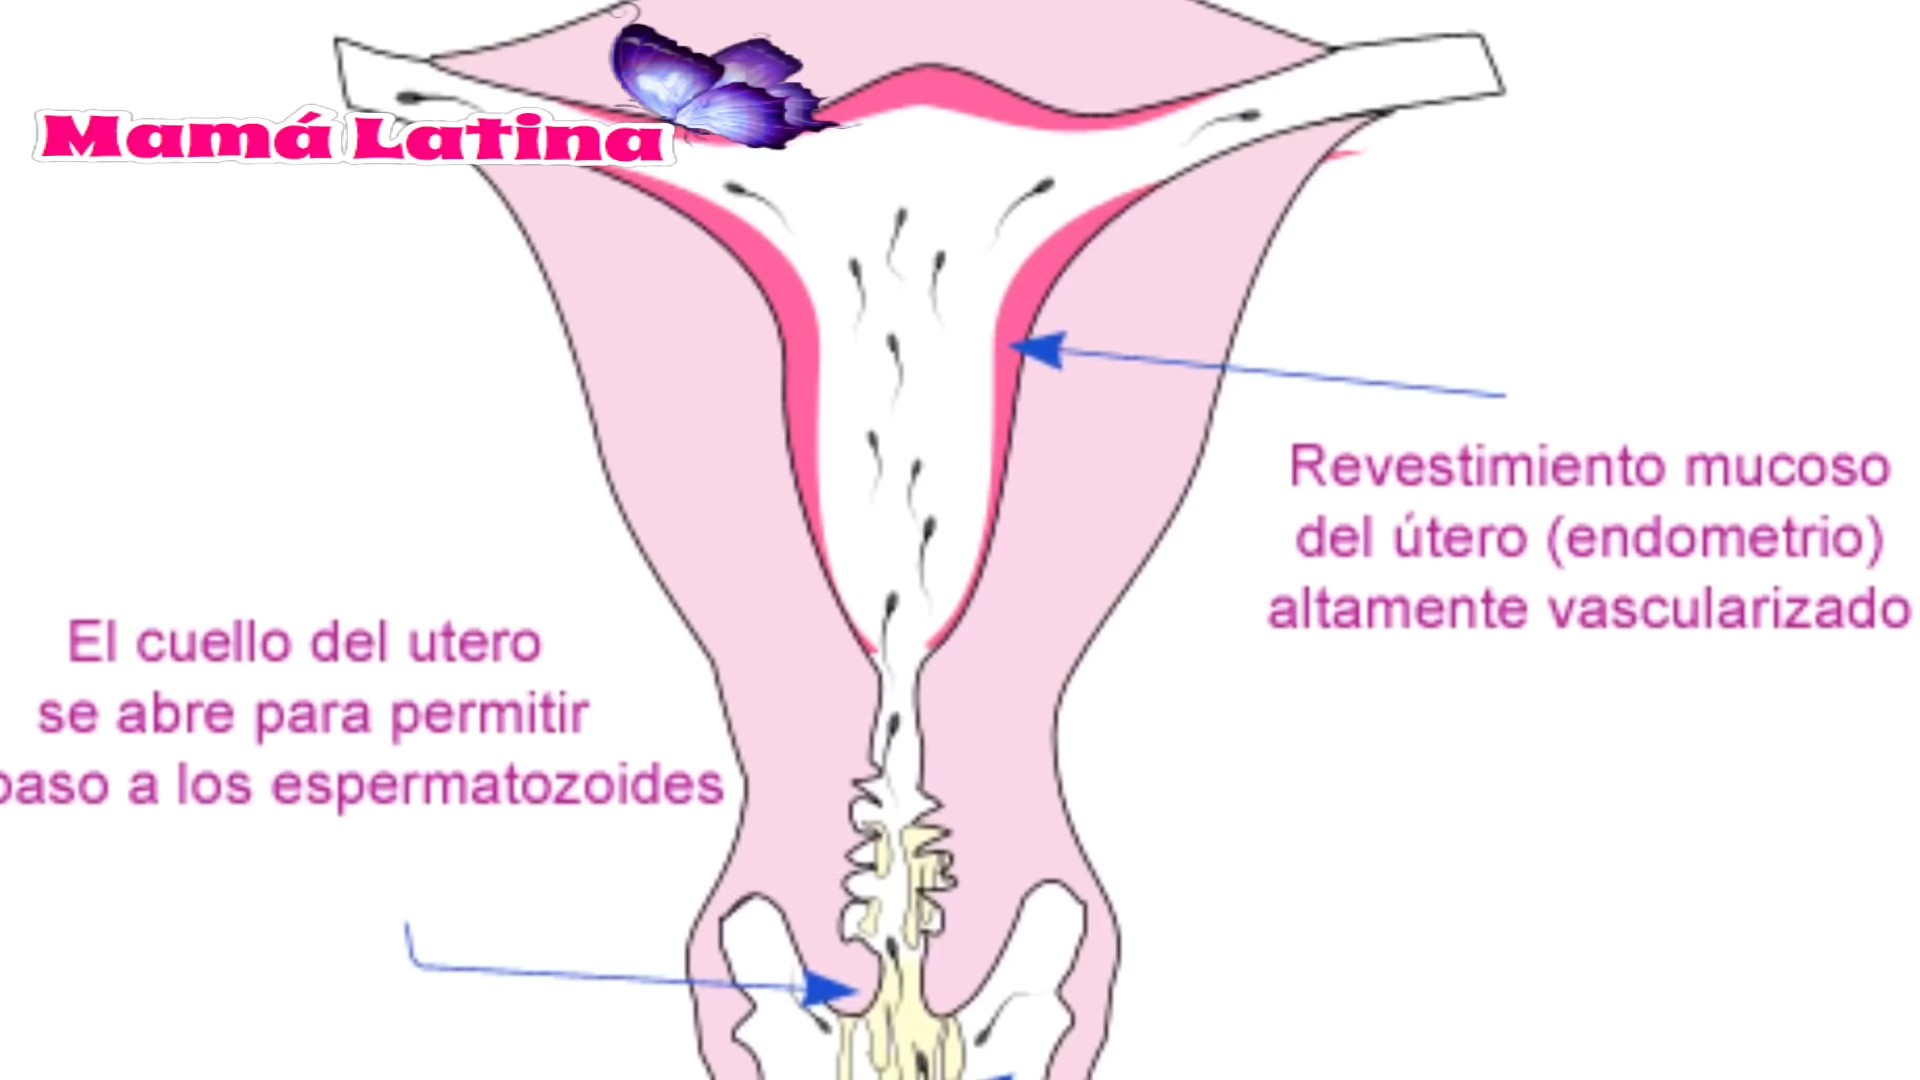 Mamá Latina
Revestimiento mucoso
del útero (endometrio)
altamente vascularizado
El cuello del utero
se abre para permitir
paso a los espermatozoides